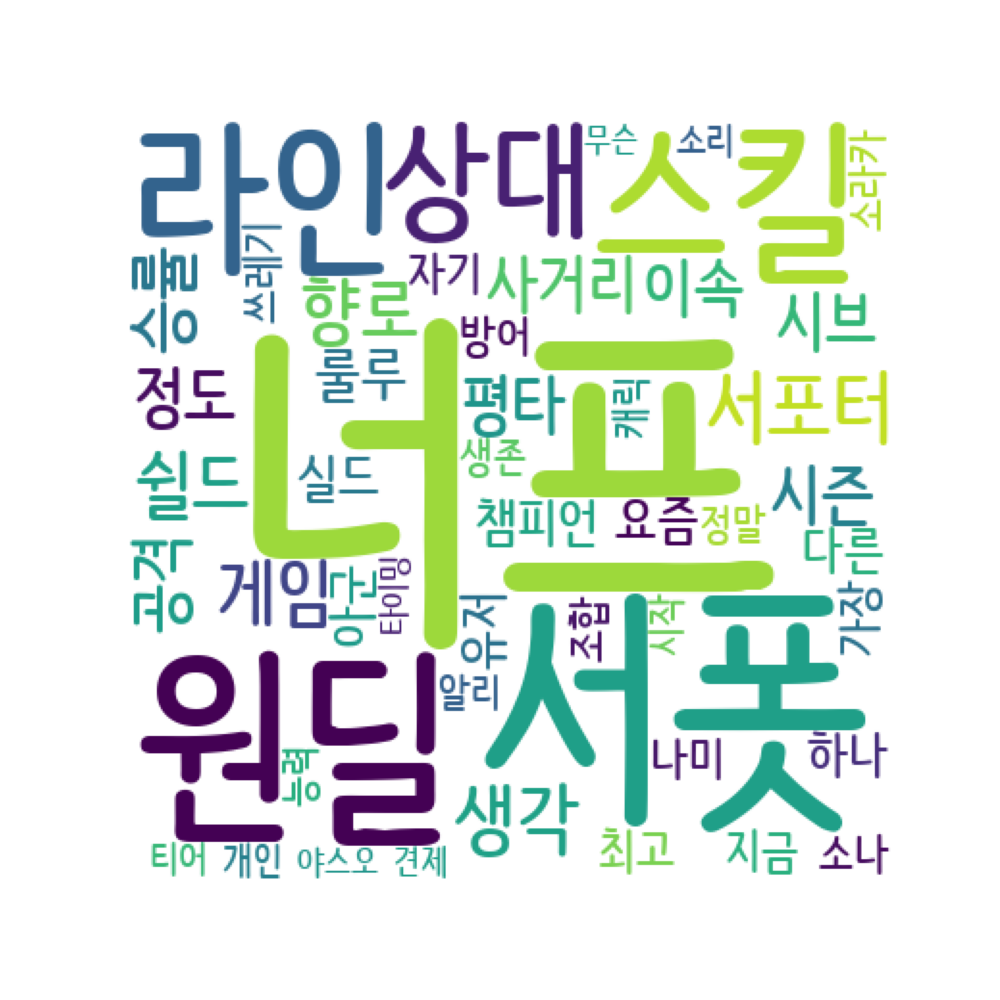 라인
상대
스킬
무슨
소리
소라카
승률
쓰레기
향로
자기
사거리
이속
시브
너프
방어
정도
룰루
평타
캐릭
서포터
쉴드
실드
생존
챔피언
요즘
정말
시즌
다른
공격
게임
아군
타이밍
유저
조합
시작
가장
원딜
서폿
알리
나미
하나
능력
생각
티어
개인
야스오
견제
최고
지금
소나